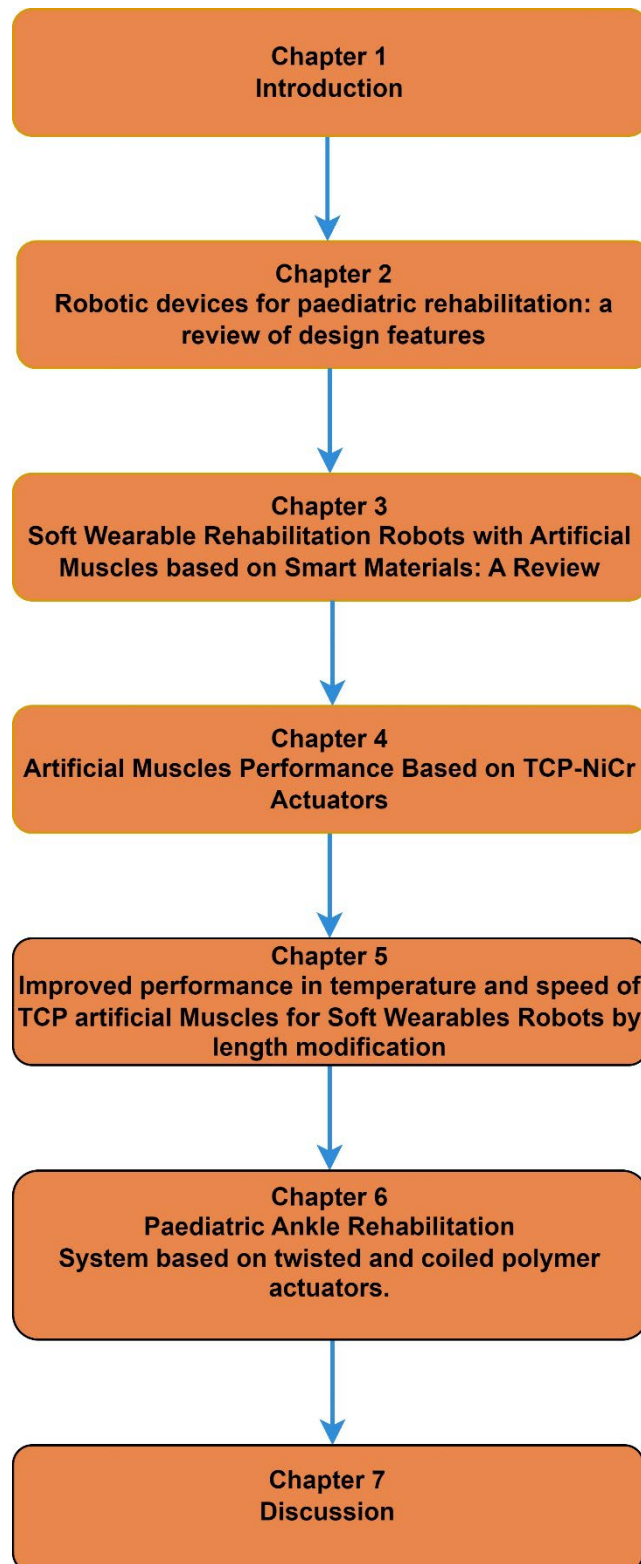 Chapter 1
Introduction
Chapter 2
Robotic devices for paediatric rehabilitation: a
review of design features
Chapter 3
Soft Wearable Rehabilitation Robots with Artificial
Muscles based on Smart Materials: A Review
Chapter 4
Artificial Muscles Performance Based on TCP-NiCr
Actuators
Chapter 5
Improved performance in temperature and speed of
TCP artificial Muscles for Soft Wearables Robots by
length modification
Chapter 6
Paediatric Ankle Rehabilitation
System based on twisted and coiled polymer
actuators.
Chapter 7
Discussion